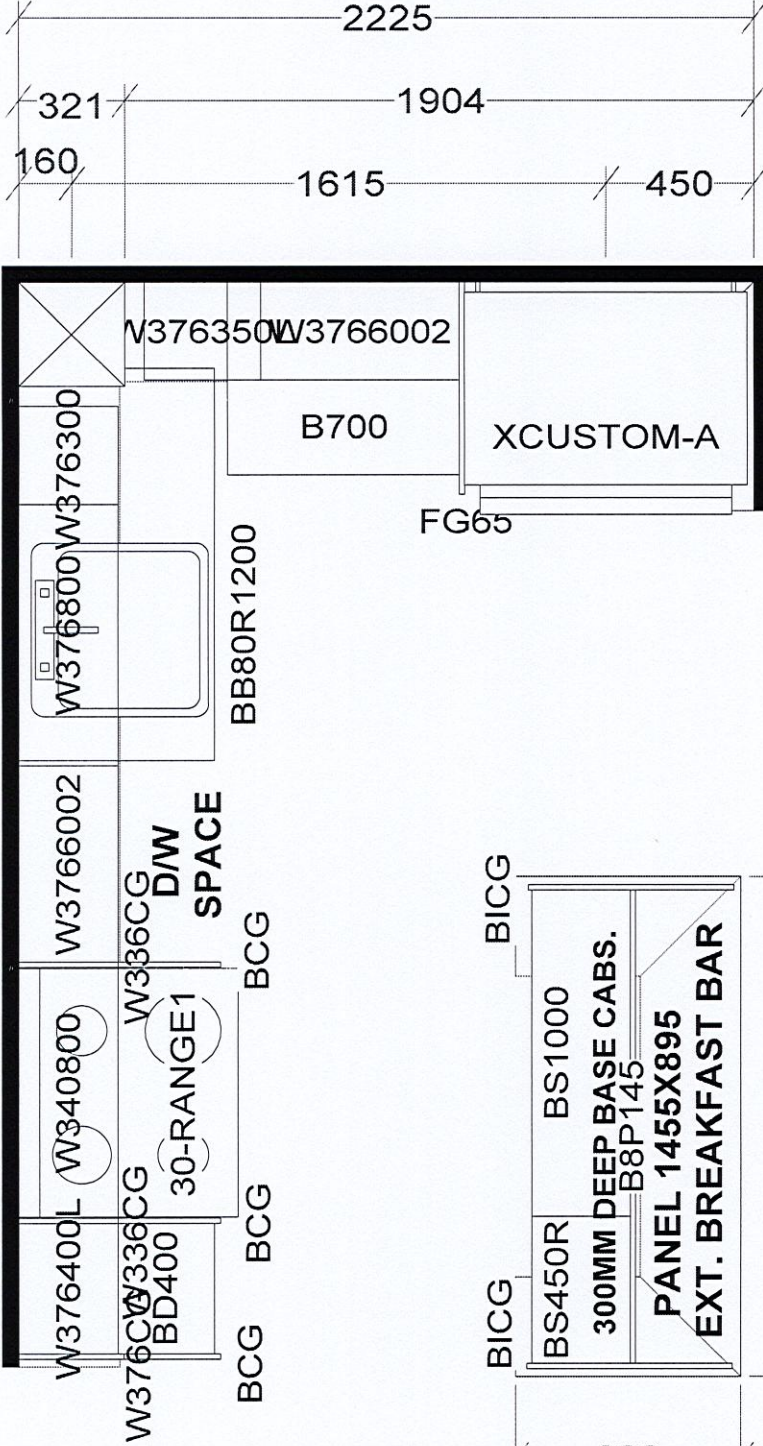 2225
321 1904
160 1615 450
W376350L W3766002
B700
XCUSTOM-A
FG65
W376300
W376800
BB80R1200
W3766002
D/W
SPACE
W336CG
BCG
W340800
30-RANGE1
W376400L
W336CG
BCG
W376CG
BD400
BCG
BICG
BS1000
300MM DEEP BASE CABS.
B8P145
PANEL 1455X895
EXT. BREAKFAST BAR
BS450R
BICG